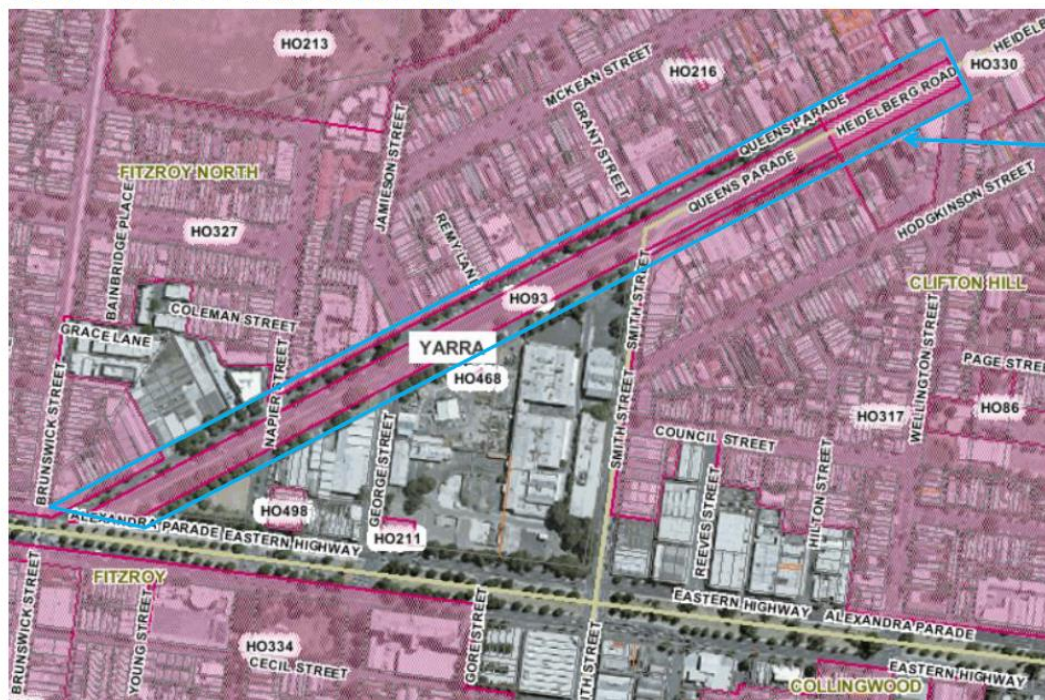 HO213
HO216
HO330
HEIDELB
MCKEAN STREET
GRANT STREET
QUEENS PARADE
HEIDELBERG ROAD
QUEENS PARADE
HODGKINSON STREET
FITZROY NORTH
JAMIESON STREET
BAINBRIDGE PLACE
HO327
REMY LANE
SMITH STREET
CLIFTON HILL
HO93
COLEMAN STREET
GRACE LANE
YARRA
HO468
WELLINGTON STREET
PAGE STREE
HO86
HO317
BRUNSWICK STREET
NAPIER STREET
GEORGE STREET
SMITH STREET
COUNCIL STREET
REEVES STREET
HILTON STREET
HO498
HO211
ALEXANDRA PARADE EASTERN HIGHWAY
FITZROY
EASTERN HIGHWAY
ALEXANDRA PARADE
BRUNSWICK STREET
YOUNG STREET
HO334
CECIL STREET
GORE STREET
ITH STREET
EASTERN HIGHWAY
COLLINGWOOD